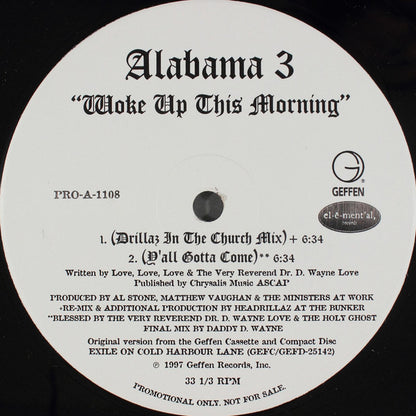 Alabama 3
"Woke Up This Morning"
GEFFEN
PRO-A-1108
el-ē-ment'al,
records
1. (Drillaz In The Church Mix) + 6:34
2. (Y'all Gotta Come)** 6:34
Written by Love, Love, Love & The Very Reverend Dr. D. Wayne Love
Published by Chrysalis Music ASCAP
PRODUCED BY AL STONE, MATTHEW VAUGHAN & THE MINISTERS AT WORK
+RE-MIX & ADDITIONAL PRODUCTION BY HEADRILLAZ AT THE BUNKER
**BLESSED BY THE VERY REVEREND DR. D. WAYNE LOVE & THE HOLY GHOST
FINAL MIX BY DADDY D. WAYNE
Original version from the Geffen Cassette and Compact Disc
EXILE ON COLD HARBOUR LANE (GEFC/GEFD-25142)
℗ © 1997 Geffen Records, Inc.
33 1/3 RPM
PROMOTIONAL ONLY. NOT FOR SALE.